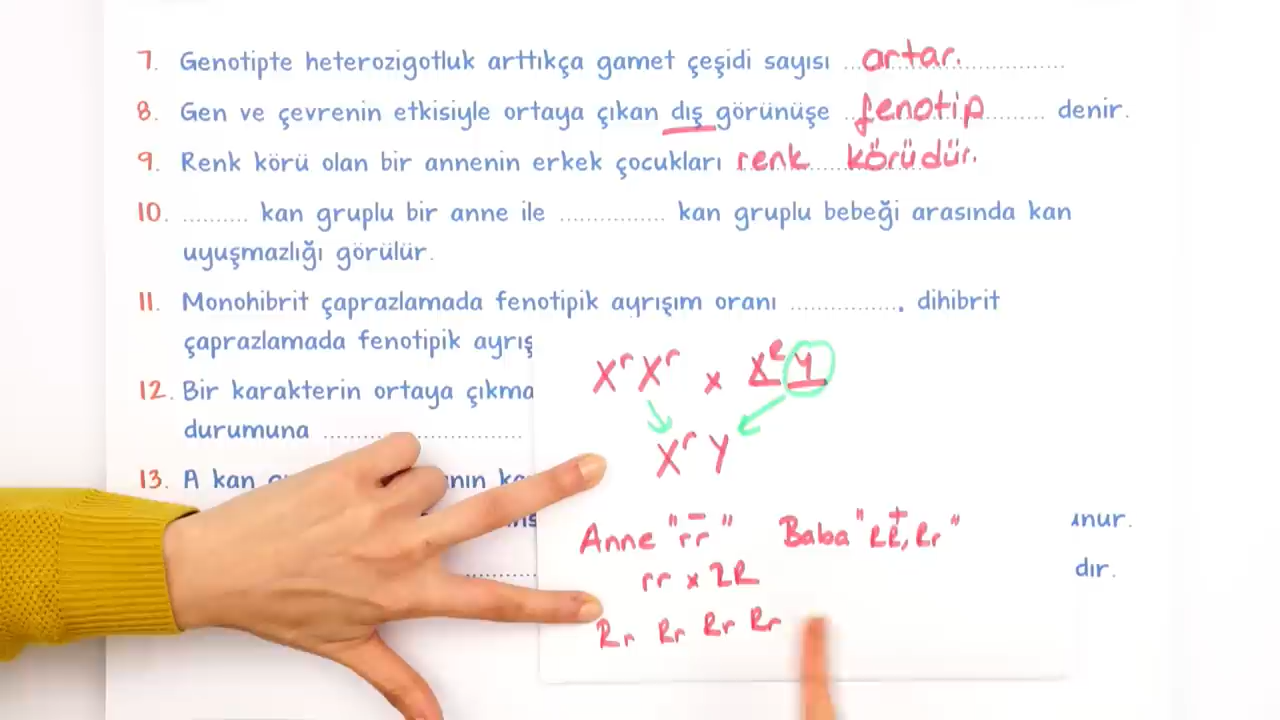 7. Genotipte heterozigotluk arttıkça gamet çeşidi sayısı artar.
8. Gen ve çevrenin etkisiyle ortaya çıkan dış görünüşe fenotip denir.
9. Renk körü olan bir annenin erkek çocukları renk körüdür.
10. .......... kan gruplu bir anne ile ................ kan gruplu bebeği arasında kan
uyuşmazlığı görülür.
11. Monohibrit çaprazlamada fenotipik ayrışım oranı ................, dihibrit
çaprazlamada fenotipik ayrış
12. Bir karakterin ortaya çıkma
durumuna ..............................
13. A kan
unur.
dır.
XʳXʳ x XᴿY
XʳY
Anne "rr̄" Baba "RR⁺, Rr"
rr x RR
Rr Rr Rr Rr